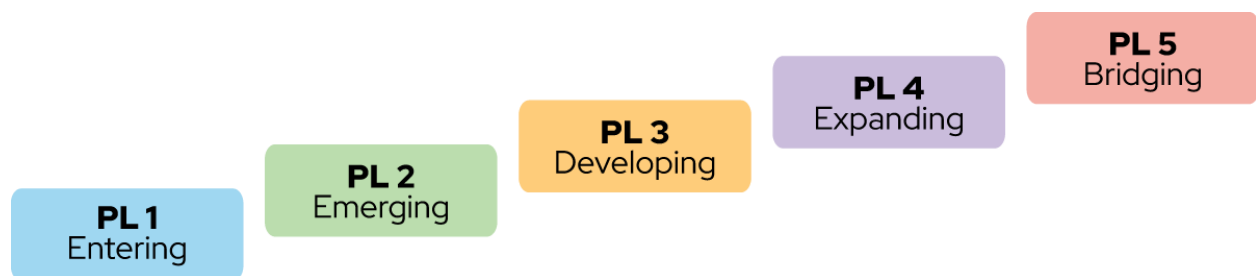 PL 1
Entering
PL 2
Emerging
PL 3
Developing
PL 4
Expanding
PL 5
Bridging